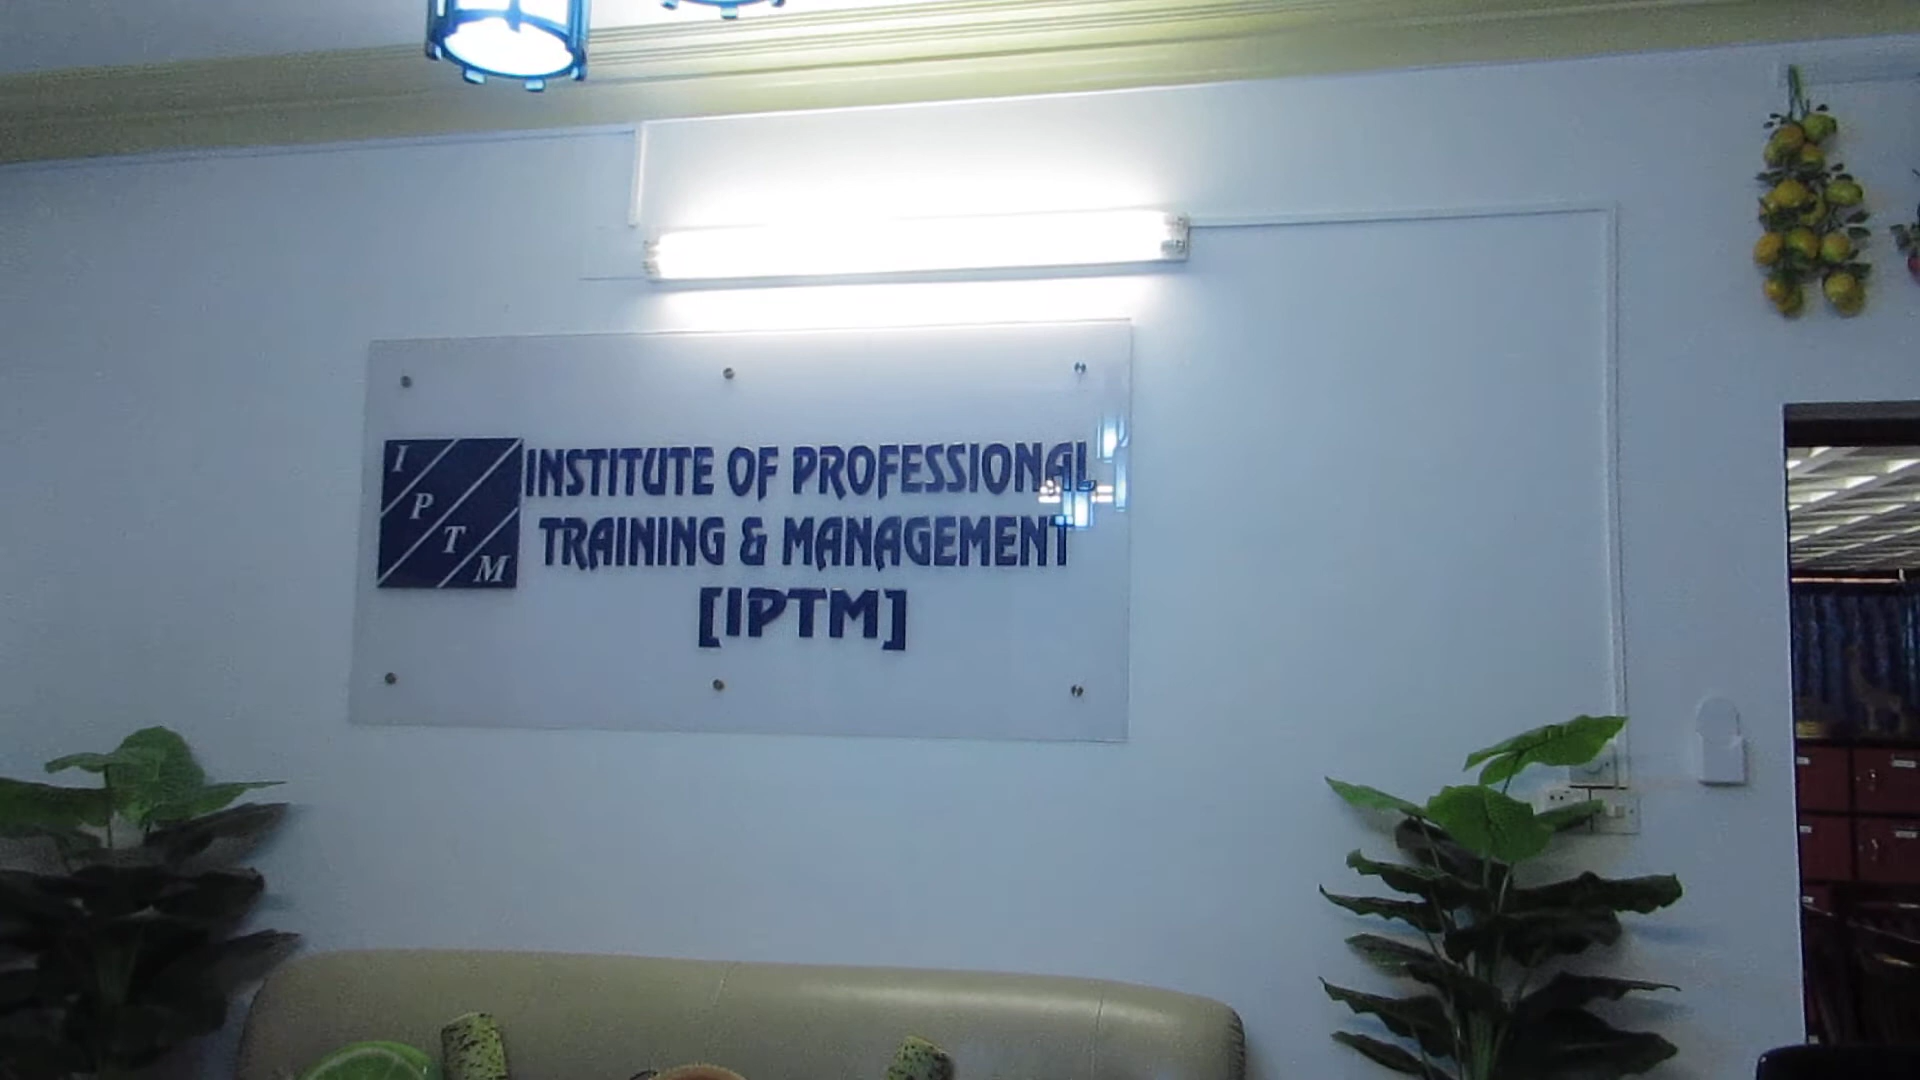 I
P
T
M
INSTITUTE OF PROFESSIONAL
TRAINING & MANAGEMENT
[IPTM]